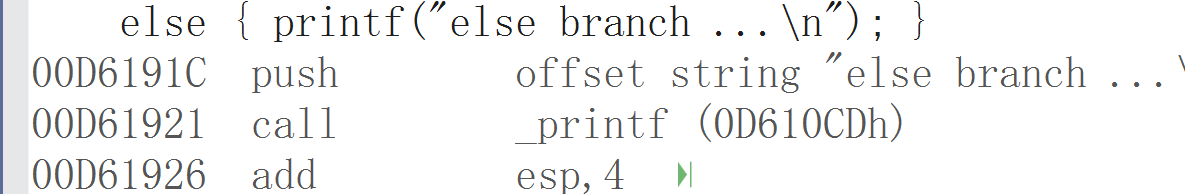 else { printf("else branch ...\n"); }
00D6191C push offset string "else branch ...\
00D61921 call _printf (0D610CDh)
00D61926 add esp,4